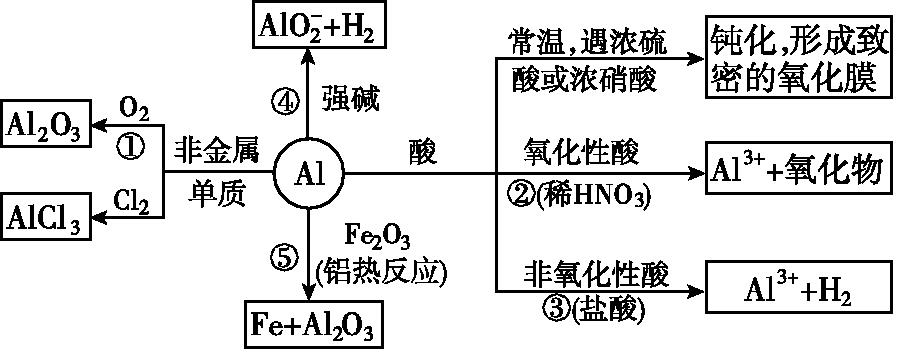 AlO₂⁻+H₂
④
强碱
Al₂O₃
O₂
①
AlCl₃
Cl₂
非金属
单质
Al
酸
⑤
Fe₂O₃
(铝热反应)
Fe+Al₂O₃
常温,遇浓硫
酸或浓硝酸
钝化,形成致
密的氧化膜
氧化性酸
②(稀HNO₃)
Al³⁺+氧化物
非氧化性酸
③(盐酸)
Al³⁺+H₂